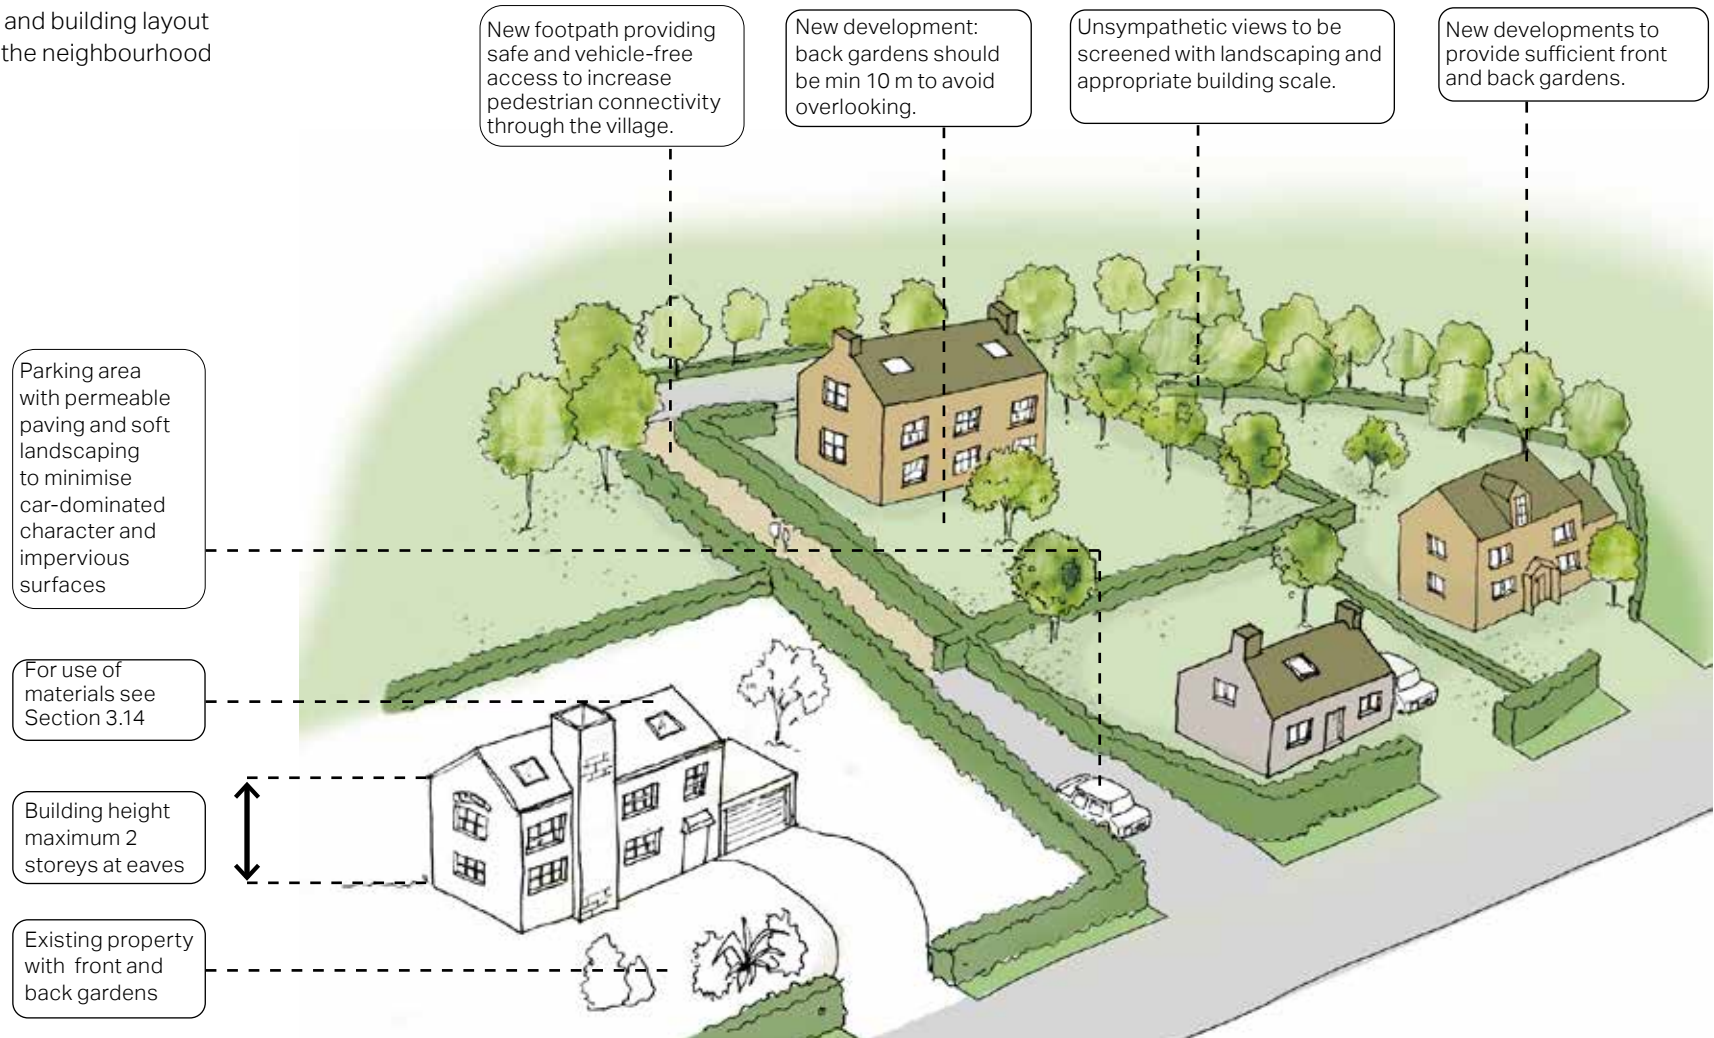 and building layout
the neighbourhood
New footpath providing
safe and vehicle-free
access to increase
pedestrian connectivity
through the village.
New development:
back gardens should
be min 10 m to avoid
overlooking.
Unsympathetic views to be
screened with landscaping and
appropriate building scale.
New developments to
provide sufficient front
and back gardens.
Parking area
with permeable
paving and soft
landscaping
to minimise
car-dominated
character and
impervious
surfaces
For use of
materials see
Section 3.14
Building height
maximum 2
storeys at eaves
Existing property
with front and
back gardens